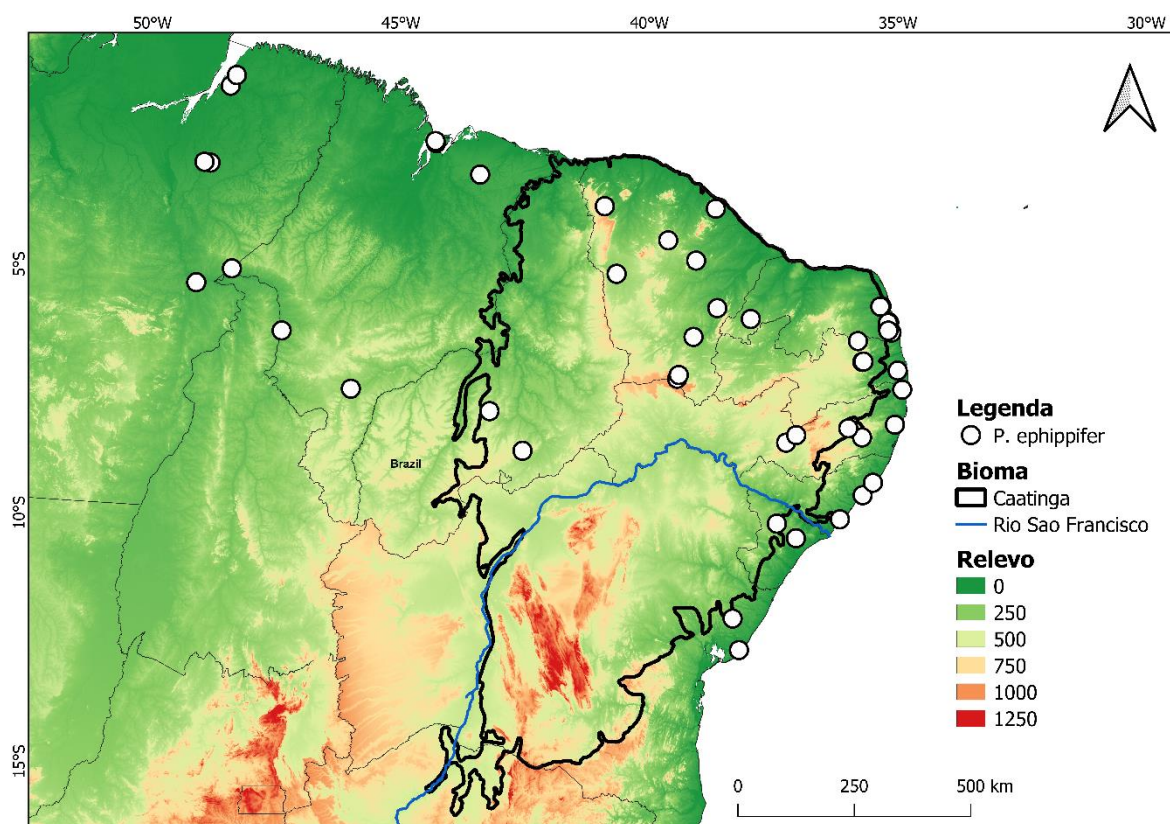 50°W 45°W 40°W 35°W 30°W
5°S
10°S
15°S
Brazil
Legenda
P. ephippifer
Bioma
Caatinga
Rio Sao Francisco
Relevo
0
250
500
750
1000
1250
0 250 500 km